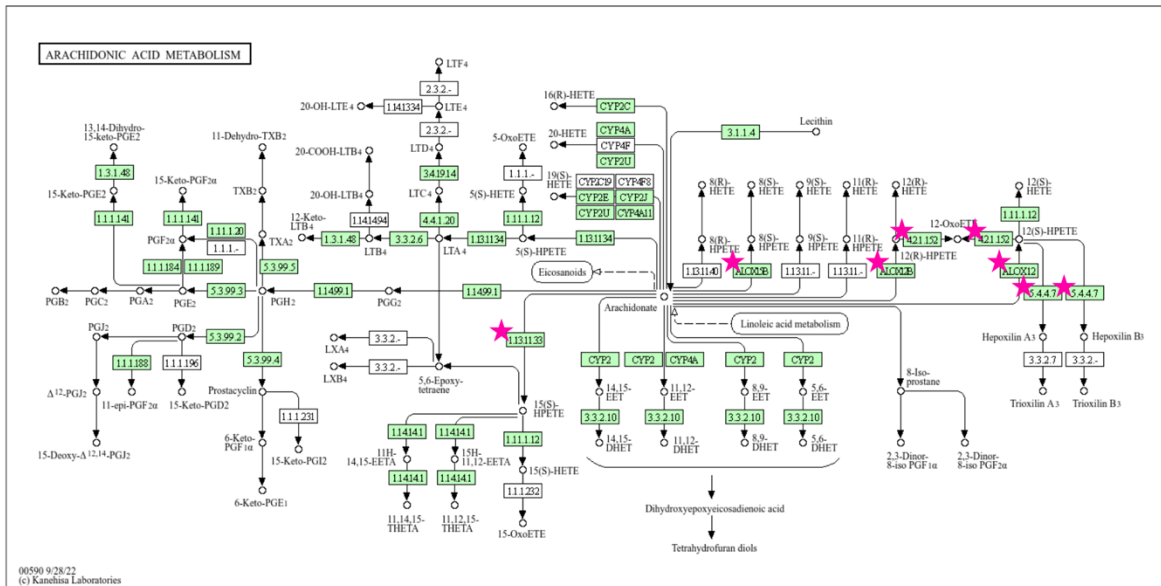 ARACHIDONIC ACID METABOLISM
LTF4
2.3.2.-
20-OH-LTE4
1.14.13.34
LTE4
2.3.2.-
LTD4
3.4.19.14
LTC4
4.4.1.20
LTA4
16(R)-HETE
CYP2C
20-HETE
CYP4A
CYP4F
CYP2U
19(S)-
HETE
CYP2C19
CYP4F8
CYP2E
CYP2J
CYP2U
CYP4A11
3.1.1.4
Lecithin
13,14-Dihydro-
15-keto-PGE2
1.3.1.48
15-Keto-PGE2
1.1.1.141
15-Keto-PGF2α
1.1.1.141
PGF2α
11-Dehydro-TXB2
TXB2
TXA2
1.1.1.20
1.1.1.-
1.1.1.184
1.1.1.189
5.3.99.5
20-COOH-LTB4
20-OH-LTB4
1.14.14.94
12-Keto-
LTB4
1.3.1.48
LTB4
3.3.2.6
1.13.11.34
5-OxoETE
1.1.1.-
5(S)-HETE
1.11.1.12
5(S)-HPETE
1.13.11.34
8(R)-
HETE
8(S)-
HETE
9(S)-
HETE
11(R)-
HETE
12(R)-
HETE
12(S)-
HETE
1.11.1.12
12-OxoETE
4.2.1.152
4.2.1.152
8(R)-
HPETE
8(S)-
HPETE
9(S)-
HPETE
11(R)-
HPETE
12(R)-HPETE
12(S)-HPETE
1.13.11.40
ALOX15B
1.13.11.-
1.13.11.-
ALOX12B
ALOX12
5.4.4.7
5.4.4.7
Eicosanoids
PGB2
PGC2
PGA2
PGE2
5.3.99.3
PGH2
1.14.99.1
PGG2
1.14.99.1
Arachidonate
Linoleic acid metabolism
PGJ2
PGD2
5.3.99.2
1.1.1.188
1.1.1.196
5.3.99.4
Δ12-PGJ2
11-epi-PGF2α
15-Keto-PGD2
15-Deoxy-Δ12,14-PGJ2
Prostacyclin
1.1.1.231
6-Keto-
PGF1α
15-Keto-PGI2
6-Keto-PGE1
LXA4
3.3.2.-
LXB4
3.3.2.-
5,6-Epoxy-
tetraene
1.13.11.33
15(S)-
HPETE
1.14.14.1
1.14.14.1
1.11.1.12
11H-
14,15-EETA
15H-
11,12-EETA
15(S)-HETE
1.14.14.1
1.14.14.1
1.1.1.232
11,14,15-
THETA
11,12,15-
THETA
15-OxoETE
CYP2
CYP2
CYP4A
CYP2
CYP2
14,15-
EET
11,12-
EET
8,9-
EET
5,6-
EET
3.3.2.10
3.3.2.10
3.3.2.10
3.3.2.10
14,15-
DHET
11,12-
DHET
8,9-
DHET
5,6-
DHET
Dihydroxyepoxyeicosadienoic acid
Tetrahydrofuran diols
8-Iso-
prostane
2,3-Dinor-
8-iso PGF1α
2,3-Dinor-
8-iso PGF2α
Hepoxilin A3
Hepoxilin B3
3.3.2.7
3.3.2.-
Trioxilin A3
Trioxilin B3
00590 9/28/22
(c) Kanehisa Laboratories